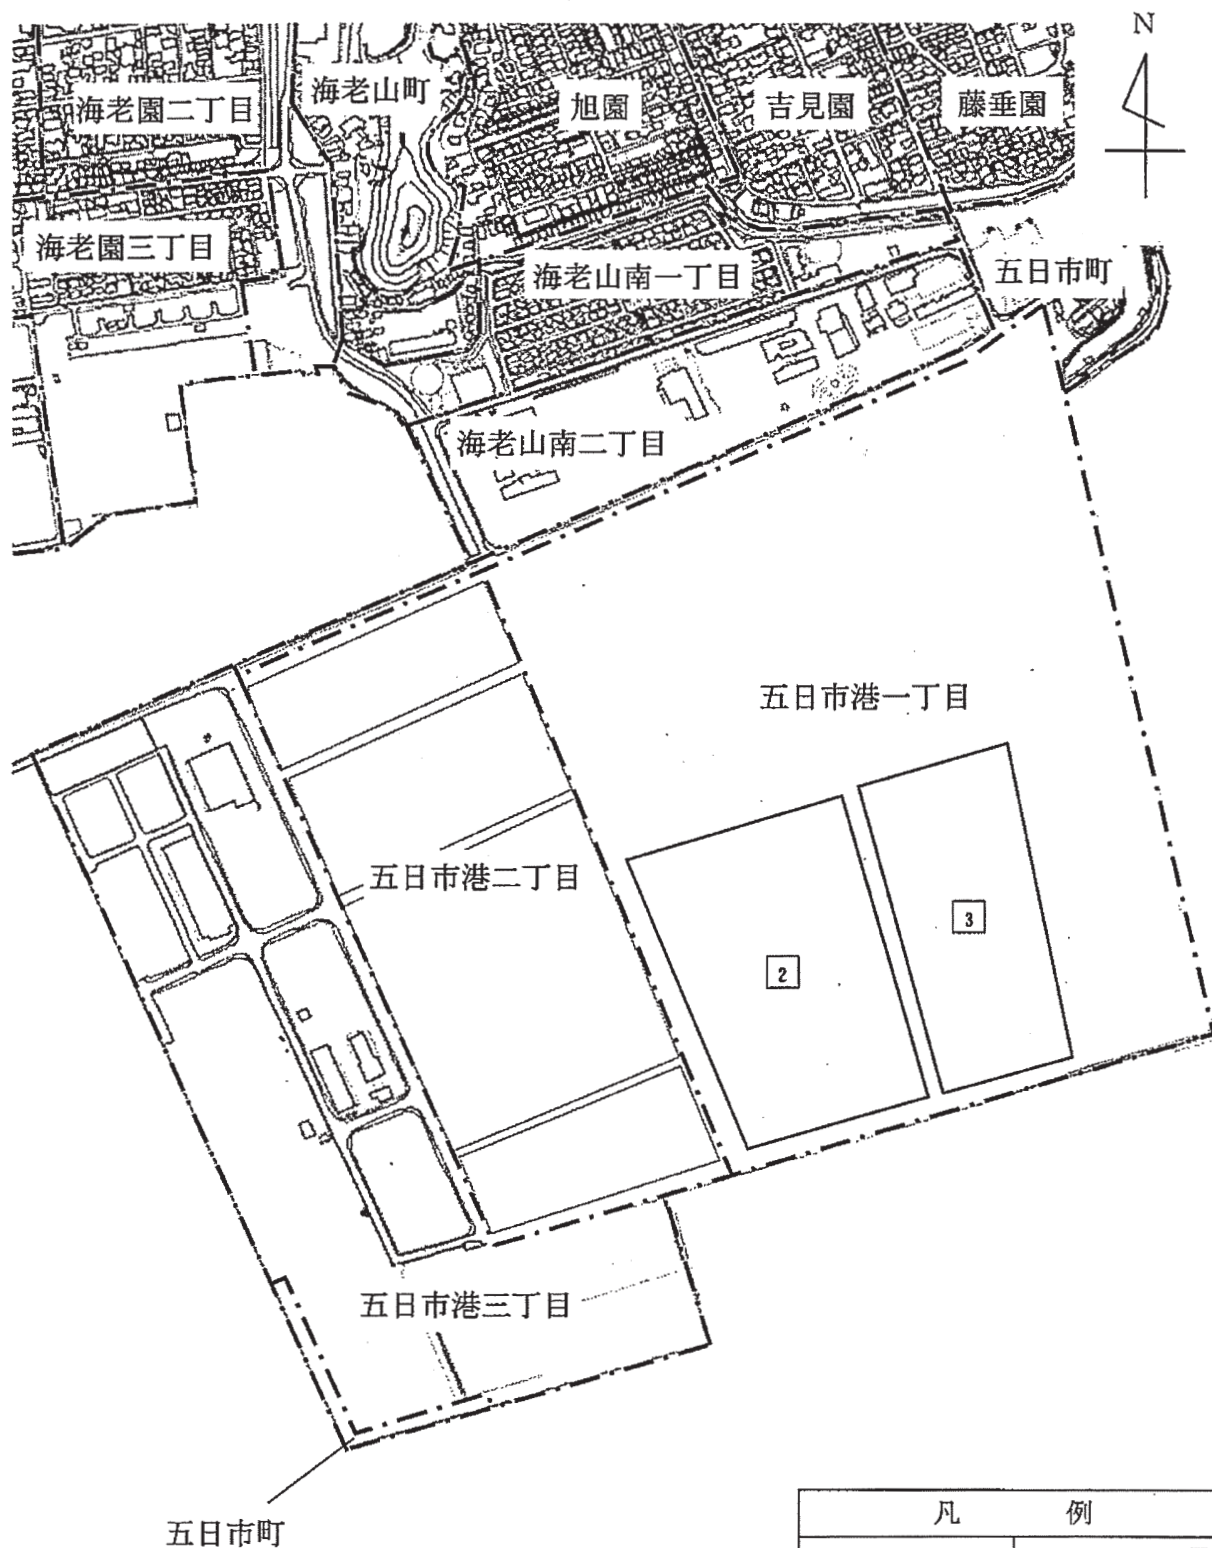 N
海老園二丁目
海老山町
旭園
吉見園
藤垂園
海老園三丁目
海老山南一丁目
五日市町
海老山南二丁目
五日市港一丁目
五日市港二丁目
3
2
五日市港三丁目
五日市町
凡 例